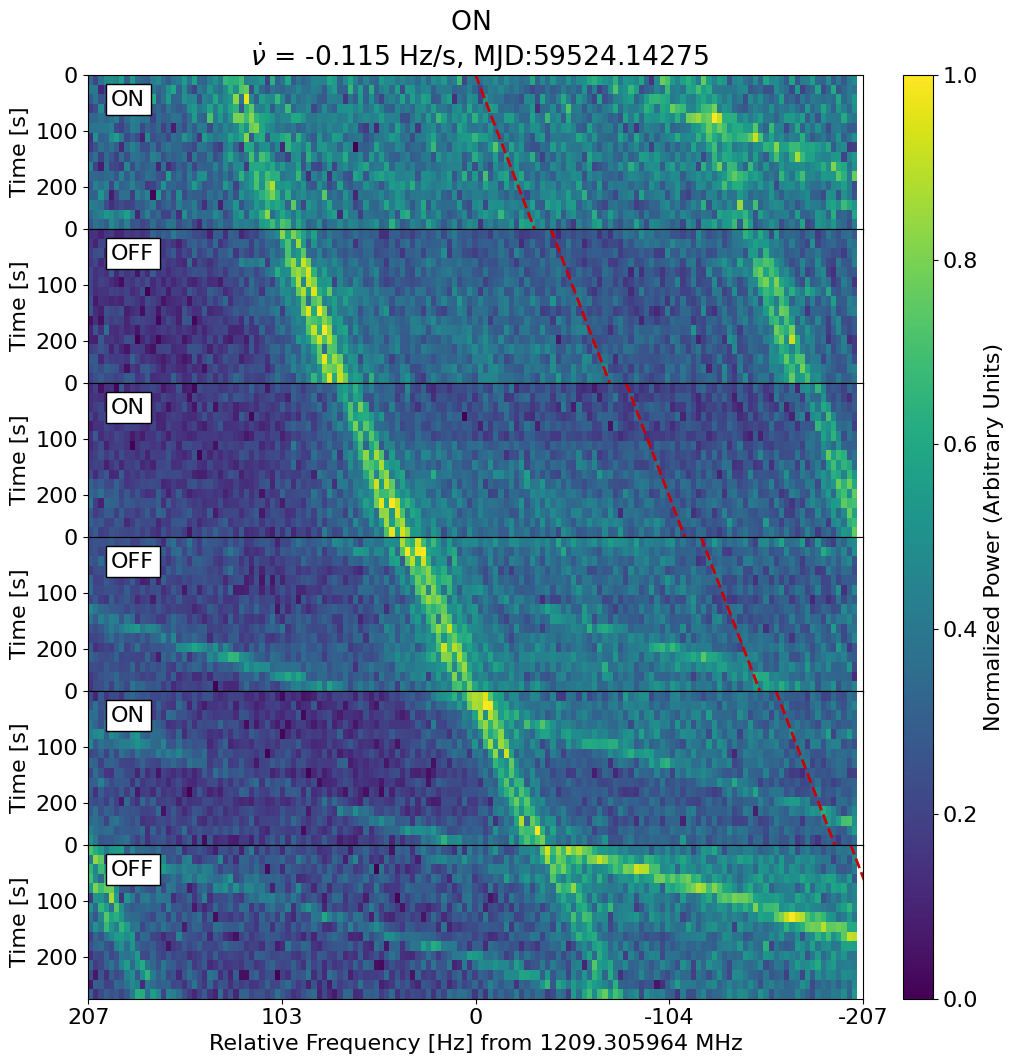 ON
ν̇ = -0.115 Hz/s, MJD:59524.14275
0
ON
100
Time [s]
200
0
OFF
100
Time [s]
200
0
ON
100
Time [s]
200
0
OFF
100
Time [s]
200
0
ON
100
Time [s]
200
0
OFF
100
Time [s]
200
207
103
0
-104
-207
Relative Frequency [Hz] from 1209.305964 MHz
1.0
0.8
0.6
0.4
0.2
0.0
Normalized Power (Arbitrary Units)